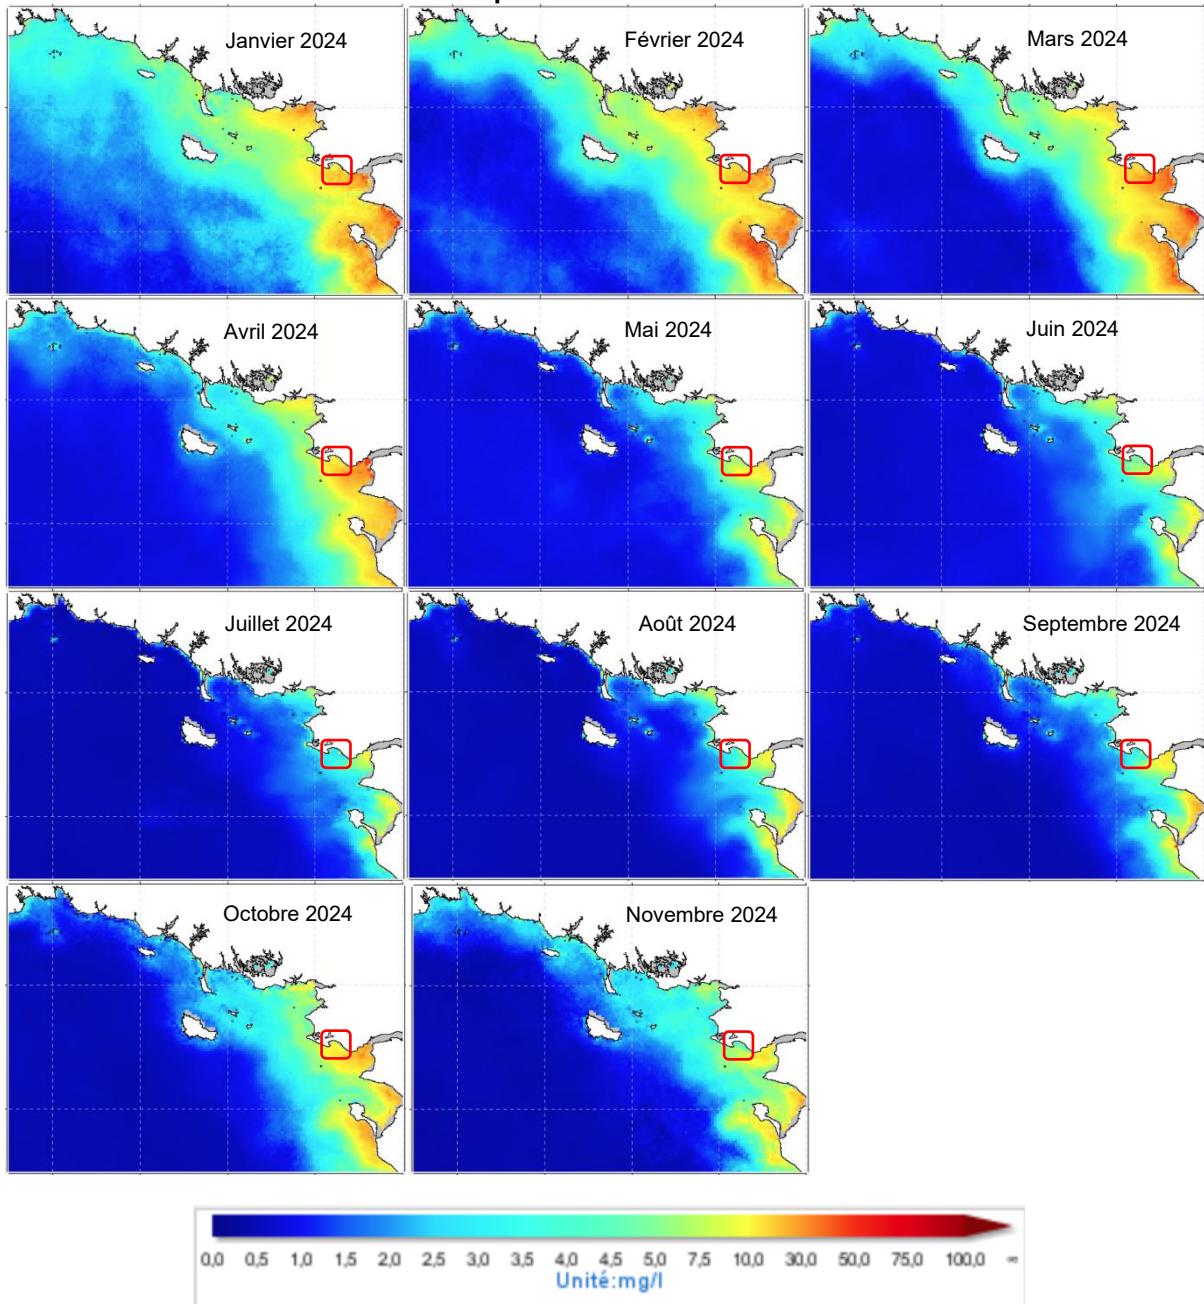 Janvier 2024
Février 2024
Mars 2024
Avril 2024
Mai 2024
Juin 2024
Juillet 2024
Août 2024
Septembre 2024
Octobre 2024
Novembre 2024
0,0 0,5 1,0 1,5 2,0 2,5 3,0 3,5 4,0 4,5 5,0 7,5 10,0 30,0 50,0 75,0 100,0 ∞
Unité:mg/l